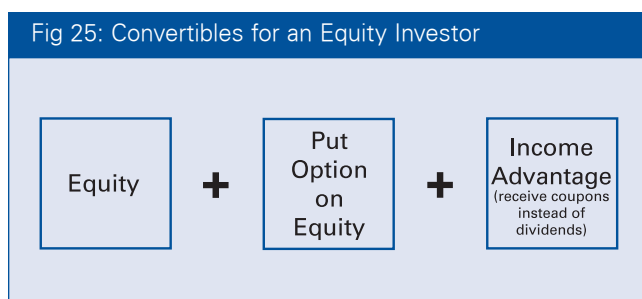 Fig 25: Convertibles for an Equity Investor
Equity
+
Put
Option
on
Equity
+
Income
Advantage
(receive coupons
instead of
dividends)